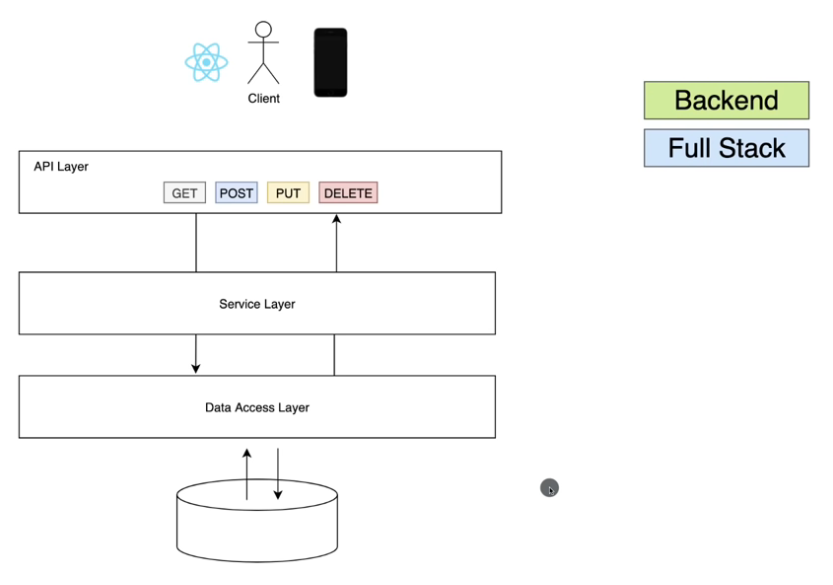 Client
Backend
Full Stack
API Layer
GET POST PUT DELETE
Service Layer
Data Access Layer